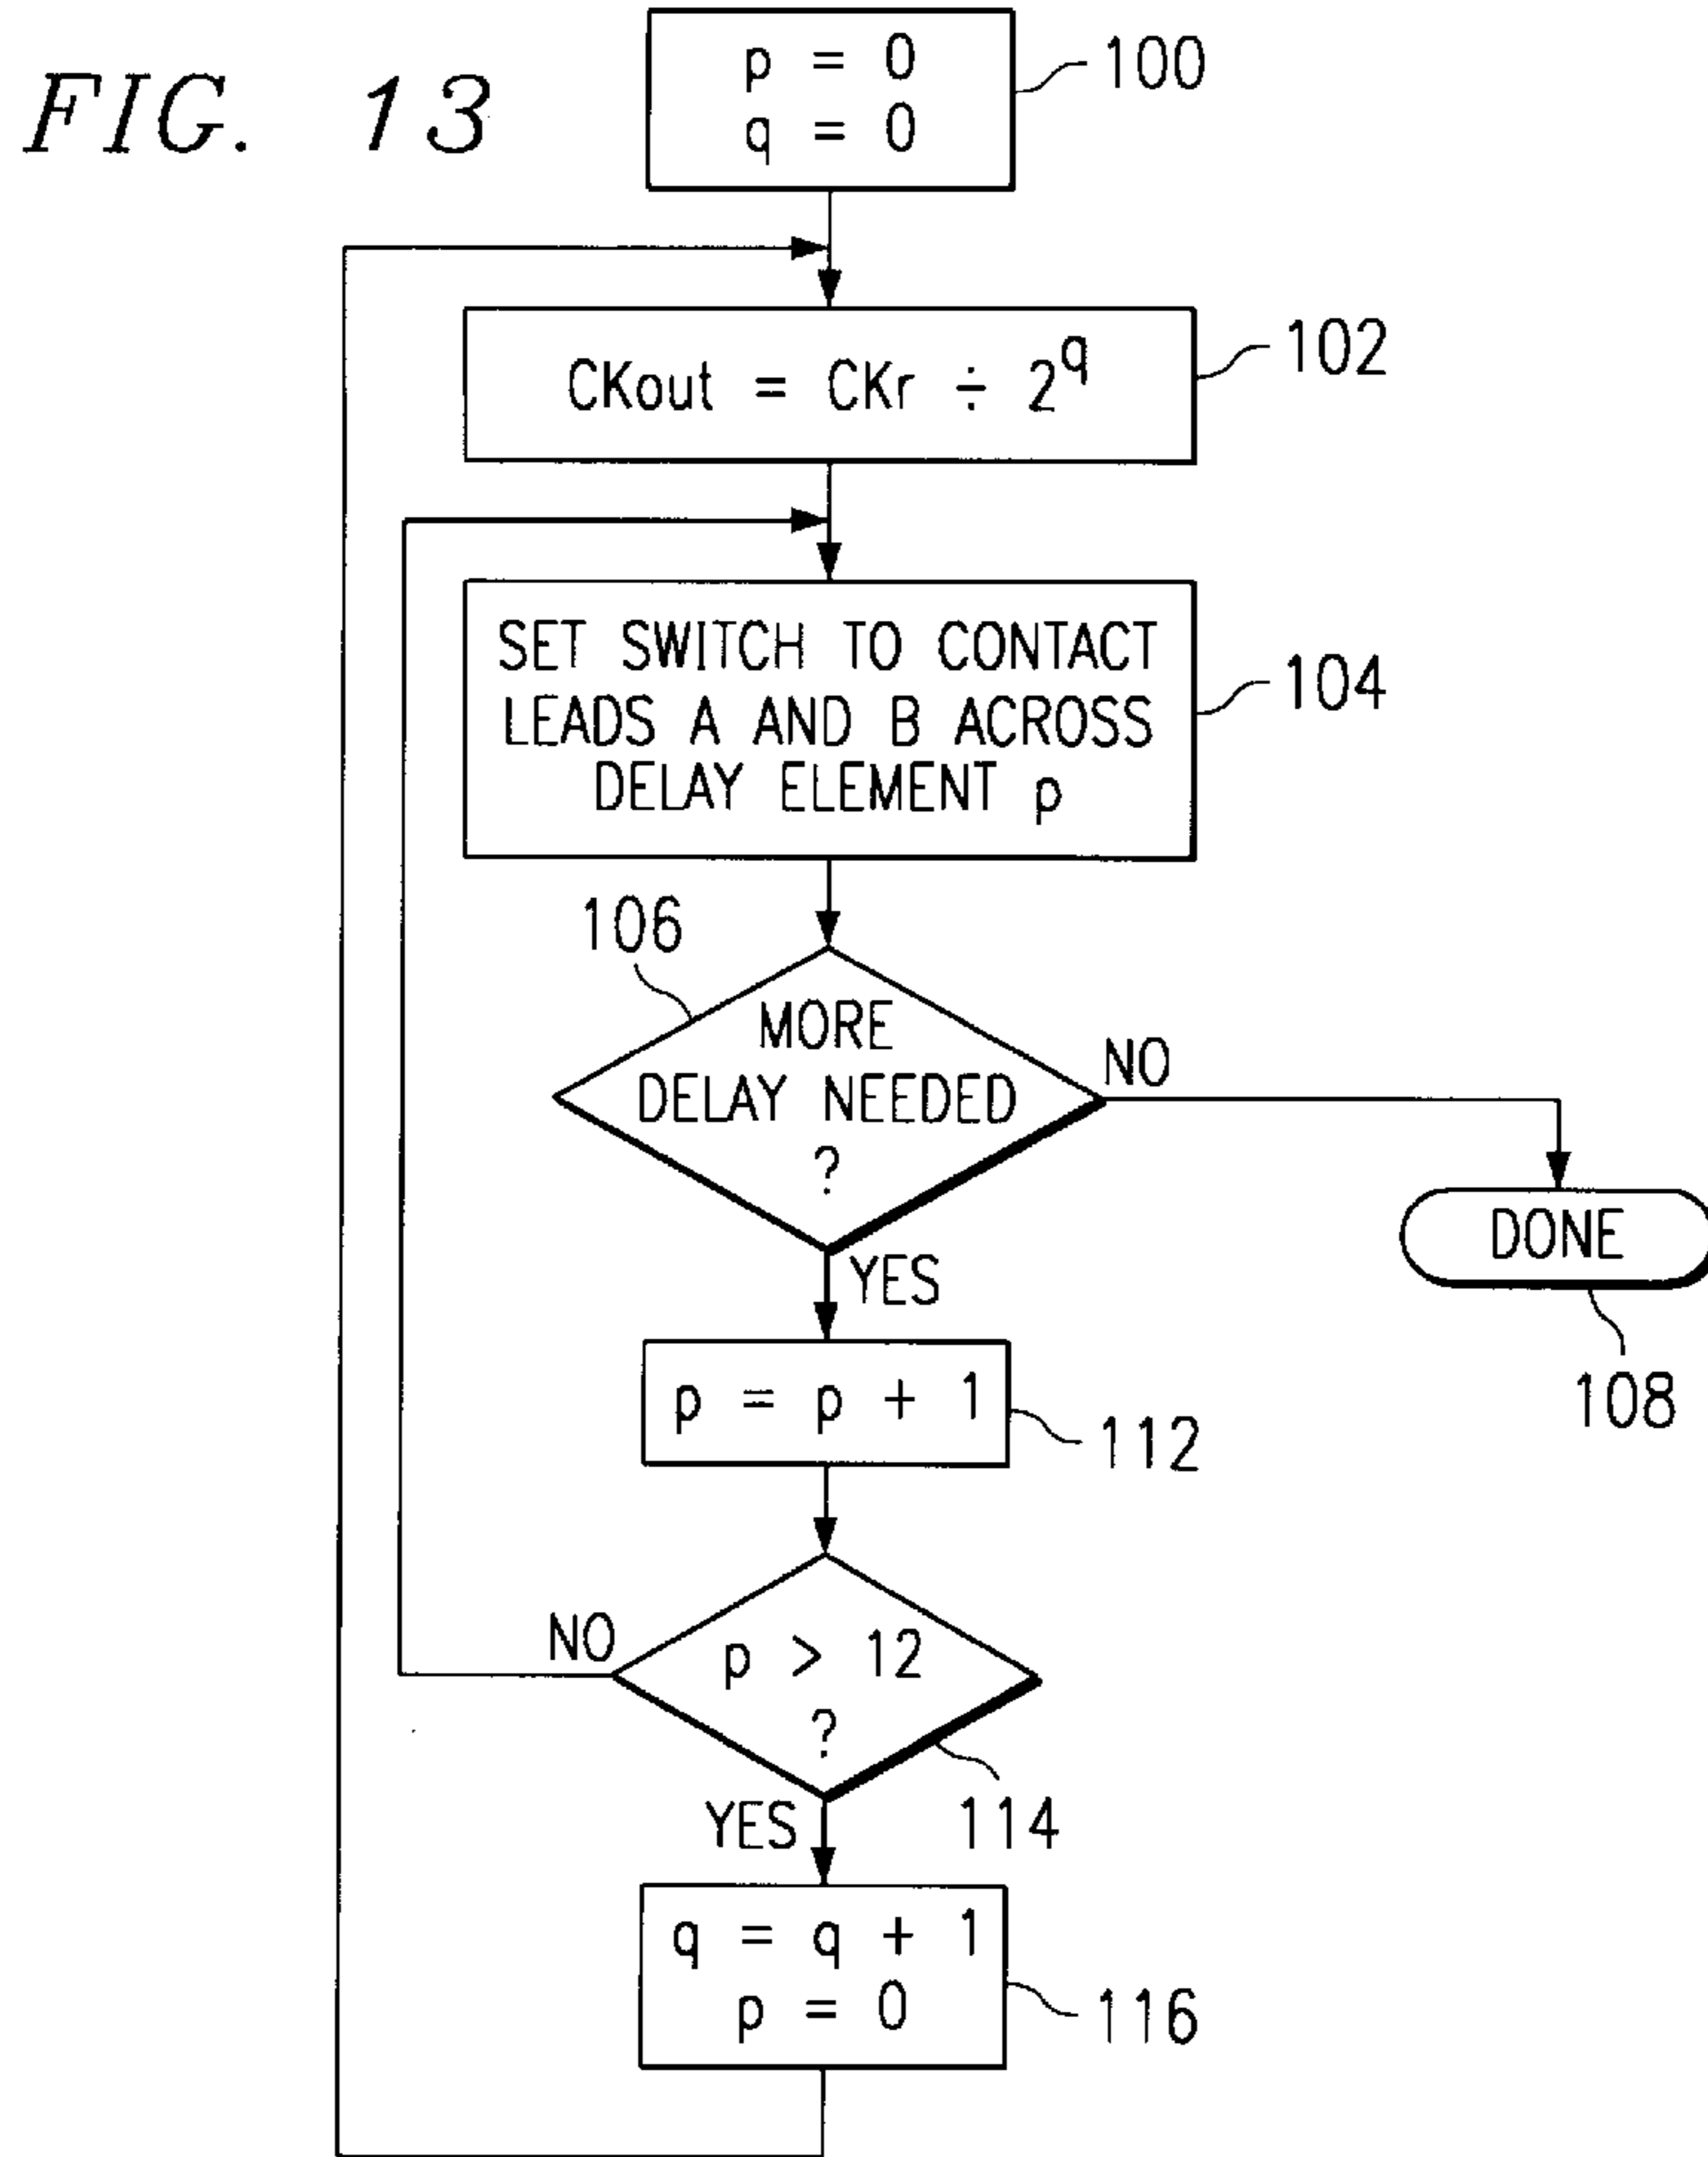 FIG. 13
p = 0
q = 0
100
CKout = CKr ÷ 2^q
102
SET SWITCH TO CONTACT
LEADS A AND B ACROSS
DELAY ELEMENT p
104
106
MORE
DELAY NEEDED
?
NO
YES
DONE
108
p = p + 1
112
NO
p > 12
?
YES
114
q = q + 1
p = 0
116